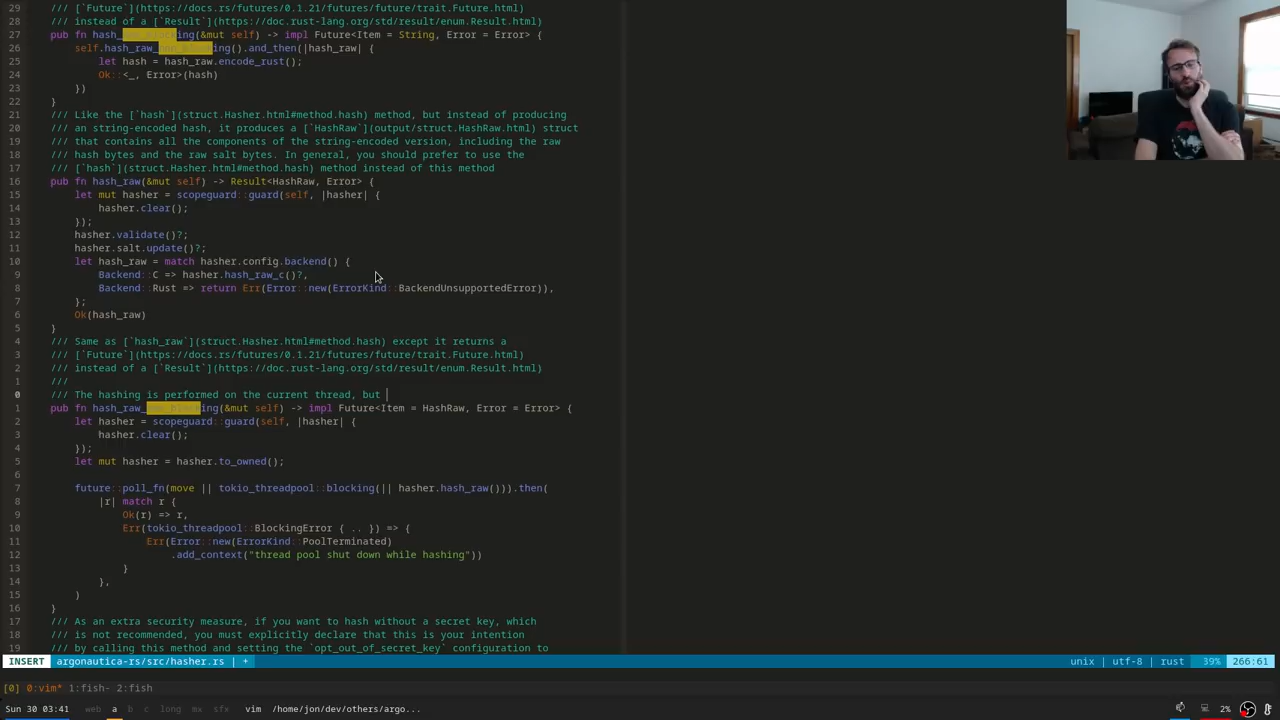 29 /// [`Future`](https://docs.rs/futures/0.1.21/futures/future/trait.Future.html)
28 /// instead of a [`Result`](https://doc.rust-lang.org/std/result/enum.Result.html)
27 pub fn hash_ ing(&mut self) -> impl Future<Item = String, Error = Error> {
26 self.hash_raw_ ing().and_then(|hash_raw| {
25 let hash = hash_raw.encode_rust();
24 Ok::<_, Error>(hash)
23 })
22 }
21 /// Like the [`hash`](struct.Hasher.html#method.hash) method, but instead of producing
20 /// an string-encoded hash, it produces a [`HashRaw`](output/struct.HashRaw.html) struct
19 /// that contains all the components of the string-encoded version, including the raw
18 /// hash bytes and the raw salt bytes. In general, you should prefer to use the
17 /// [`hash`](struct.Hasher.html#method.hash) method instead of this method
16 pub fn hash_raw(&mut self) -> Result<HashRaw, Error> {
15 let mut hasher = scopeguard::guard(self, |hasher| {
14 hasher.clear();
13 });
12 hasher.validate()?;
11 hasher.salt.update()?;
10 let hash_raw = match hasher.config.backend() {
9 Backend::C => hasher.hash_raw_c()?,
8 Backend::Rust => return Err(Error::new(ErrorKind::BackendUnsupportedError)),
7 };
6 Ok(hash_raw)
5 }
4 /// Same as [`hash_raw`](struct.Hasher.html#method.hash) except it returns a
3 /// [`Future`](https://docs.rs/futures/0.1.21/futures/future/trait.Future.html)
2 /// instead of a [`Result`](https://doc.rust-lang.org/std/result/enum.Result.html)
1 ///
0 /// The hashing is performed on the current thread, but
1 pub fn hash_raw_ ing(&mut self) -> impl Future<Item = HashRaw, Error = Error> {
2 let hasher = scopeguard::guard(self, |hasher| {
3 hasher.clear();
4 });
5 let mut hasher = hasher.to_owned();
6
7 future::poll_fn(move || tokio_threadpool::blocking(|| hasher.hash_raw())).then(
8 |r| match r {
9 Ok(r) => r,
10 Err(tokio_threadpool::BlockingError { .. }) => {
11 Err(Error::new(ErrorKind::PoolTerminated)
12 .add_context("thread pool shut down while hashing"))
13 }
14 },
15 )
16 }
17 /// As an extra security measure, if you want to hash without a secret key, which
18 /// is not recommended, you must explicitly declare that this is your intention
19 /// by calling this method and setting the `opt_out_of_secret_key` configuration to
INSERT argonautica-rs/src/hasher.rs | + unix | utf-8 | rust 39% 266:61
[0] 0:vim* 1:fish- 2:fish
Sun 30 03:41 web a b c long mx sfx vim /home/jon/dev/others/argo... 2%